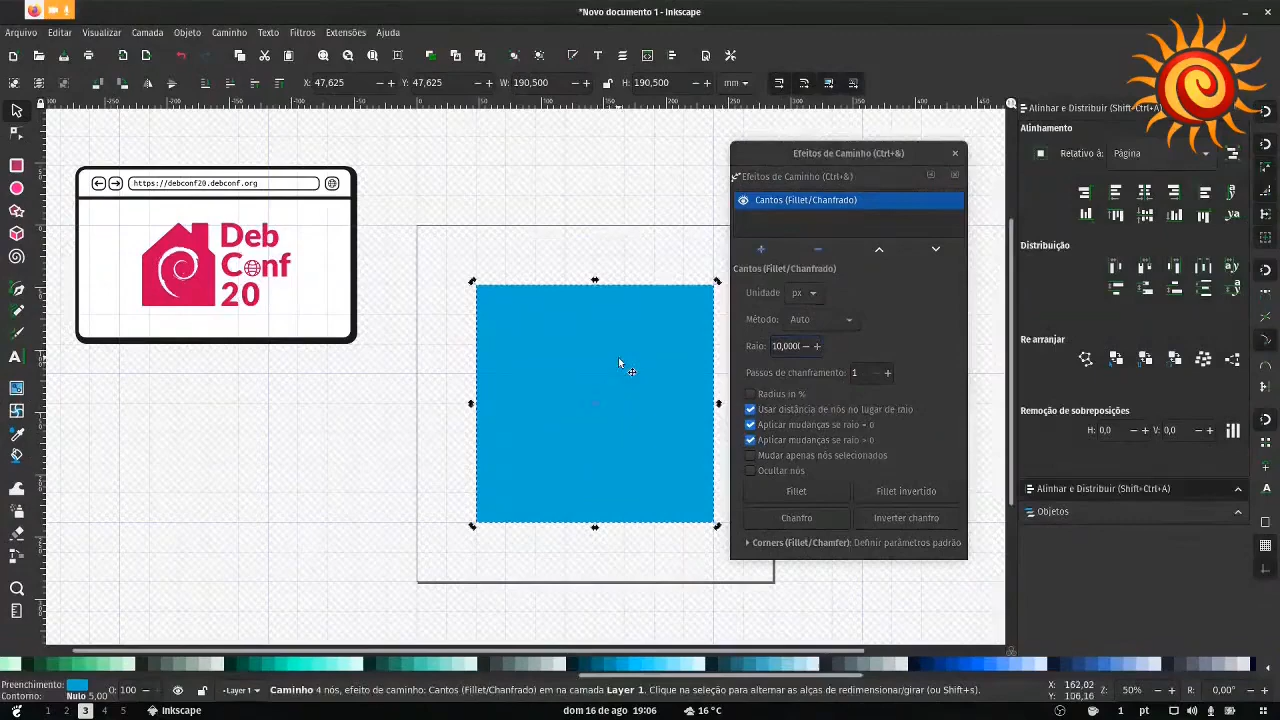 *Novo documento 1 - Inkscape
Arquivo Editar Visualizar Camada Objeto Caminho Texto Filtros Extensões Ajuda
X: 47,625 Y: 47,625 W: 190,500 H: 190,500 mm
Alinhar e Distribuir (Shift-Ctrl+A)
Alinhamento
Relativo à: Página
Distribuição
Re arranjar
Remoção de sobreposições
H: 0,0 V: 0,0
Alinhar e Distribuir (Shift+Ctrl+A)
Objetos
https://debconf20.debconf.org
Deb
Conf
20
Efeitos de Caminho (Ctrl+&)
Efeitos de Caminho (Ctrl+&)
Cantos (Fillet/Chanfrado)
Cantos (Fillet/Chanfrado)
Unidade px
Método: Auto
Raio: 10,000
Passos de chanframento: 1
Radius in %
Usar distância de nós no lugar de raio
Aplicar mudanças se raio = 0
Aplicar mudanças se raio > 0
Mudar apenas nós selecionados
Ocultar nós
Fillet Fillet invertido
Chanfro Inverter chanfro
Corners (Fillet/Chamfer): Definir parâmetros padrão
Preenchimento:
Contorno: Nulo 5,00
O: 100
Layer 1
Caminho 4 nós, efeito de caminho: Cantos (Fillet/Chanfrado) em na camada Layer 1. Clique na seleção para alternar as alças de redimensionar/girar (ou Shift+s).
X: 162,02
Y: 106,16
Z: 50%
R: 0,00°
1 2 3 4 5 Inkscape
dom 16 de ago 19:06
16 °C
1 pt